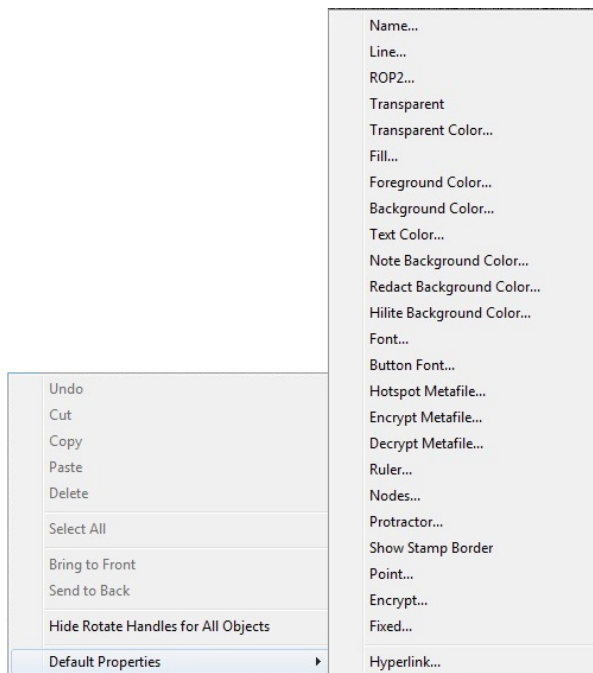 Name...
Line...
ROP2...
Transparent
Transparent Color...
Fill...
Foreground Color...
Background Color...
Text Color...
Note Background Color...
Redact Background Color...
Hilite Background Color...
Font...
Button Font...
Hotspot Metafile...
Encrypt Metafile...
Decrypt Metafile...
Ruler...
Nodes...
Protractor...
Show Stamp Border
Point...
Encrypt...
Fixed...
Hyperlink...
Undo
Cut
Copy
Paste
Delete
Select All
Bring to Front
Send to Back
Hide Rotate Handles for All Objects
Default Properties